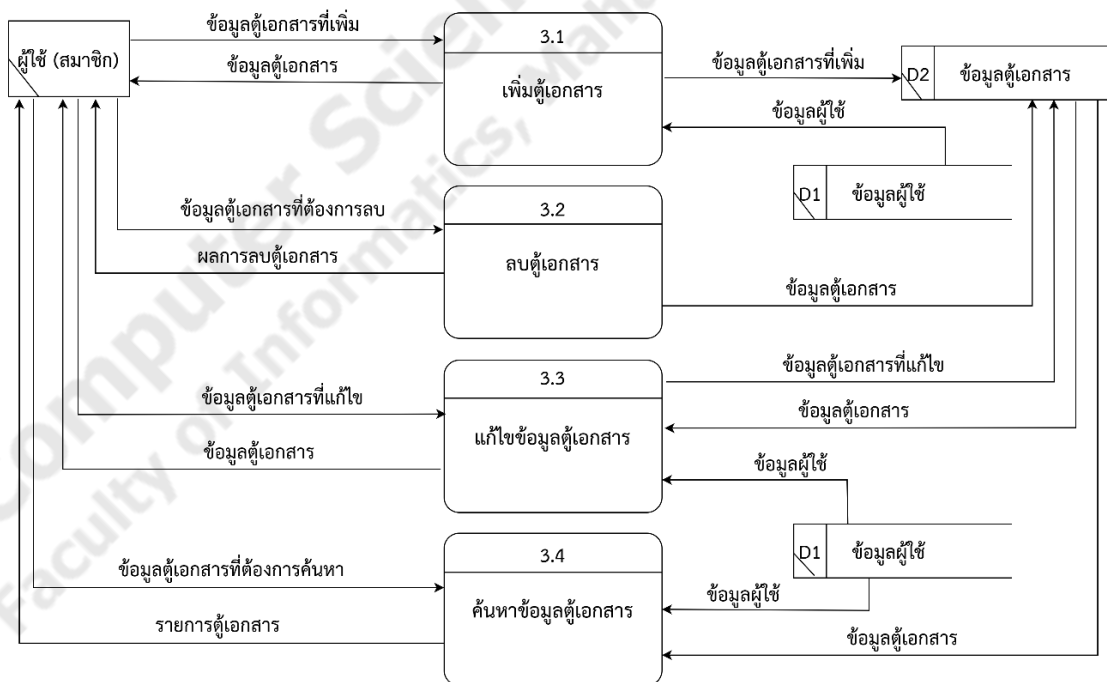 ข้อมูลตู้เอกสารที่เพิ่ม
3.1
ผู้ใช้ (สมาชิก)
ข้อมูลตู้เอกสาร
เพิ่มตู้เอกสาร
ข้อมูลตู้เอกสารที่เพิ่ม
D2 ข้อมูลตู้เอกสาร
ข้อมูลผู้ใช้
D1 ข้อมูลผู้ใช้
ข้อมูลตู้เอกสารที่ต้องการลบ
3.2
ผลการลบตู้เอกสาร
ลบตู้เอกสาร
ข้อมูลตู้เอกสาร
3.3
ข้อมูลตู้เอกสารที่แก้ไข
ข้อมูลตู้เอกสารที่แก้ไข
ข้อมูลตู้เอกสาร
แก้ไขข้อมูลตู้เอกสาร
ข้อมูลตู้เอกสาร
ข้อมูลผู้ใช้
D1 ข้อมูลผู้ใช้
3.4
ข้อมูลตู้เอกสารที่ต้องการค้นหา
ค้นหาข้อมูลตู้เอกสาร
ข้อมูลผู้ใช้
รายการตู้เอกสาร
ข้อมูลตู้เอกสาร
Computer Scien
Faculty of Informatics, Mah